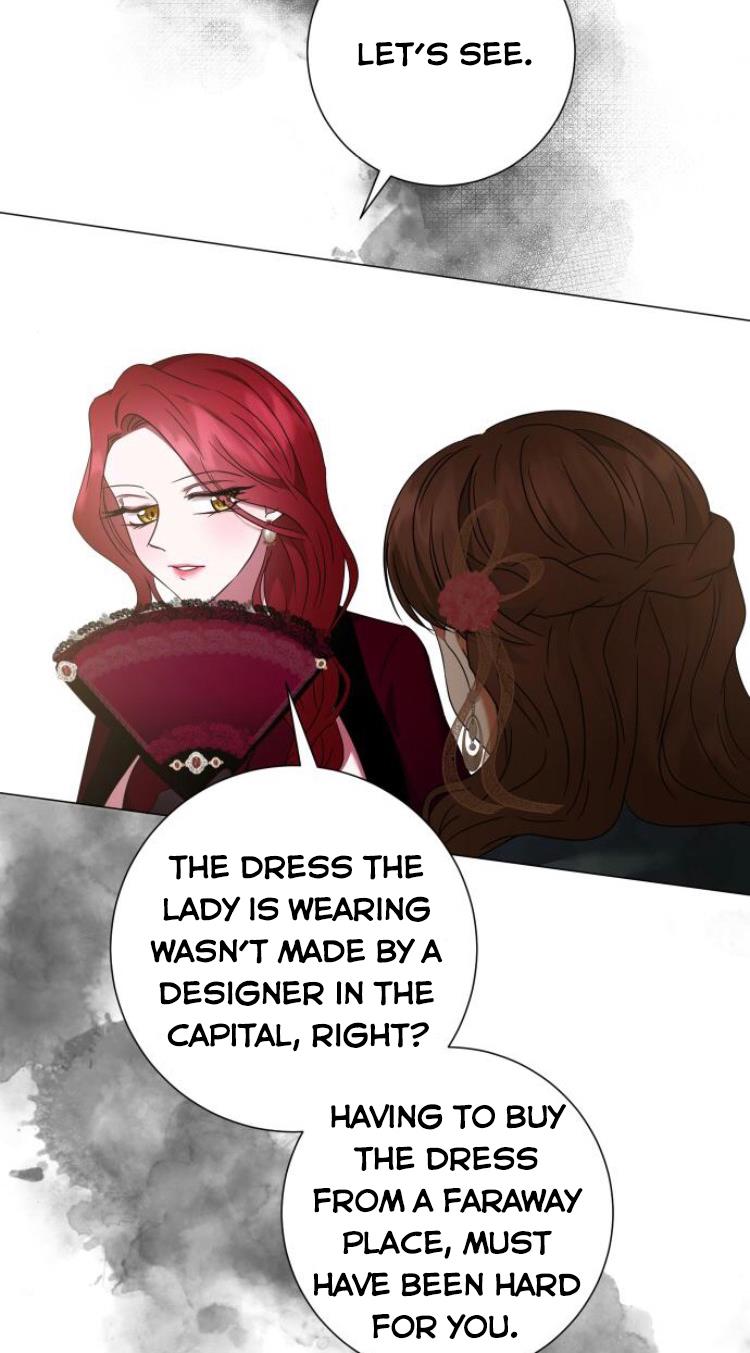 LET'S SEE.
THE DRESS THE
LADY IS WEARING
WASN'T MADE BY A
DESIGNER IN THE
CAPITAL, RIGHT?
HAVING TO BUY
THE DRESS
FROM A FARAWAY
PLACE, MUST
HAVE BEEN HARD
FOR YOU.